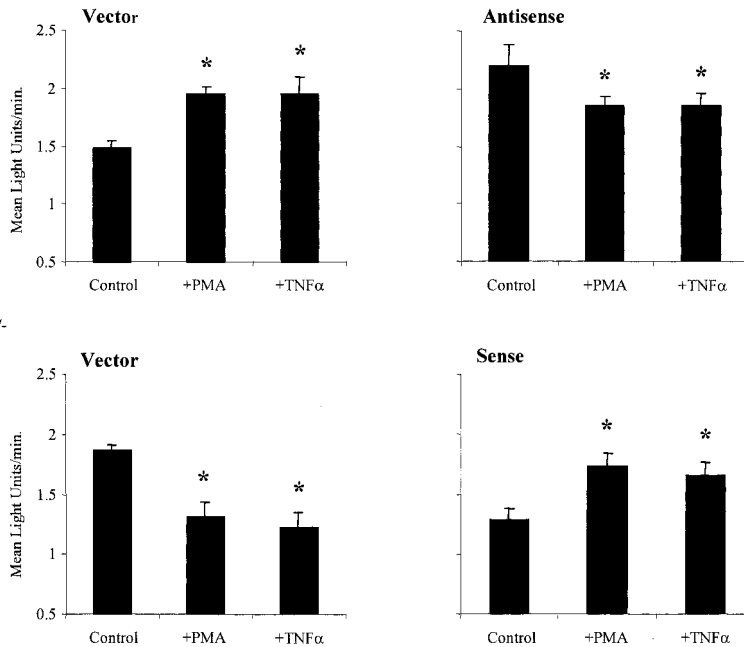 Vector
2.5
2
1.5
1
0.5
Mean Light Units/min.
*
*
Control
+PMA
+TNFα
Antisense
*
*
Control
+PMA
+TNFα
/-
Vector
2.5
2
1.5
1
0.5
Mean Light Units/min.
*
*
Control
+PMA
+TNFα
Sense
*
*
Control
+PMA
+TNFα